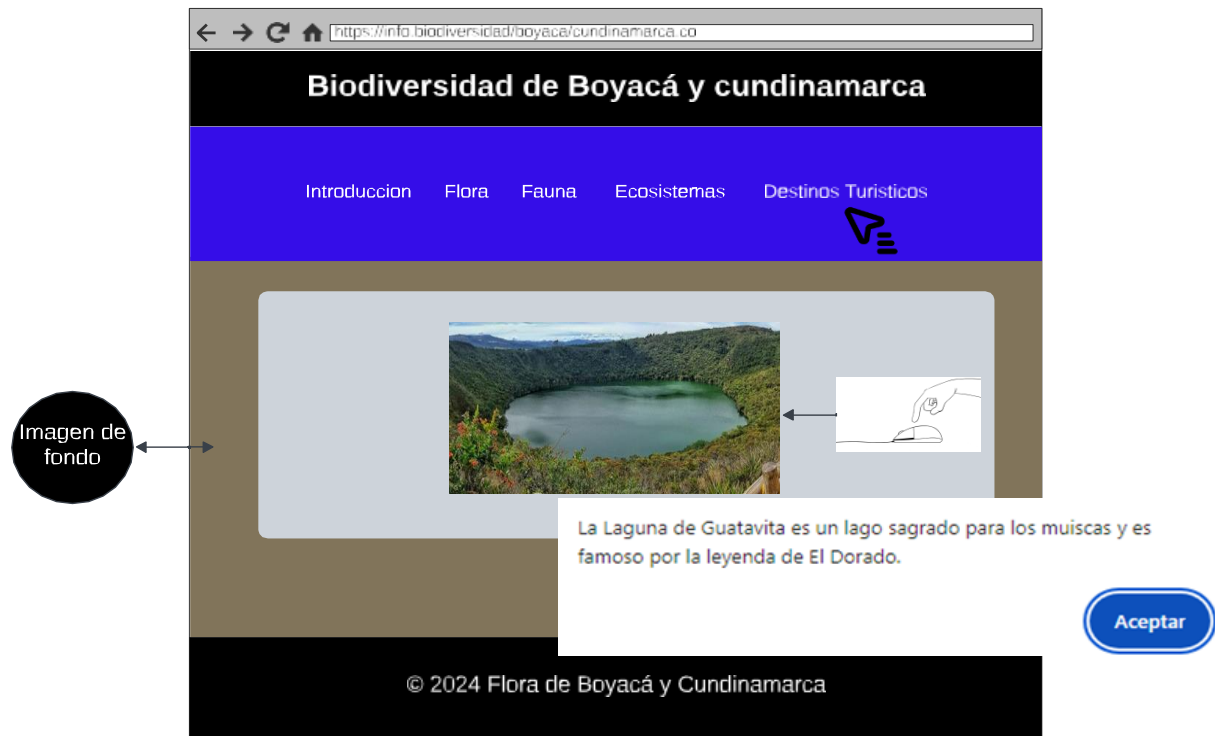 https://info.biodiversidad/boyaca/cundinamarca.co
Biodiversidad de Boyacá y cundinamarca
Introduccion Flora Fauna Ecosistemas Destinos Turisticos
Imagen de
fondo
La Laguna de Guatavita es un lago sagrado para los muiscas y es
famoso por la leyenda de El Dorado.
Aceptar
© 2024 Flora de Boyacá y Cundinamarca